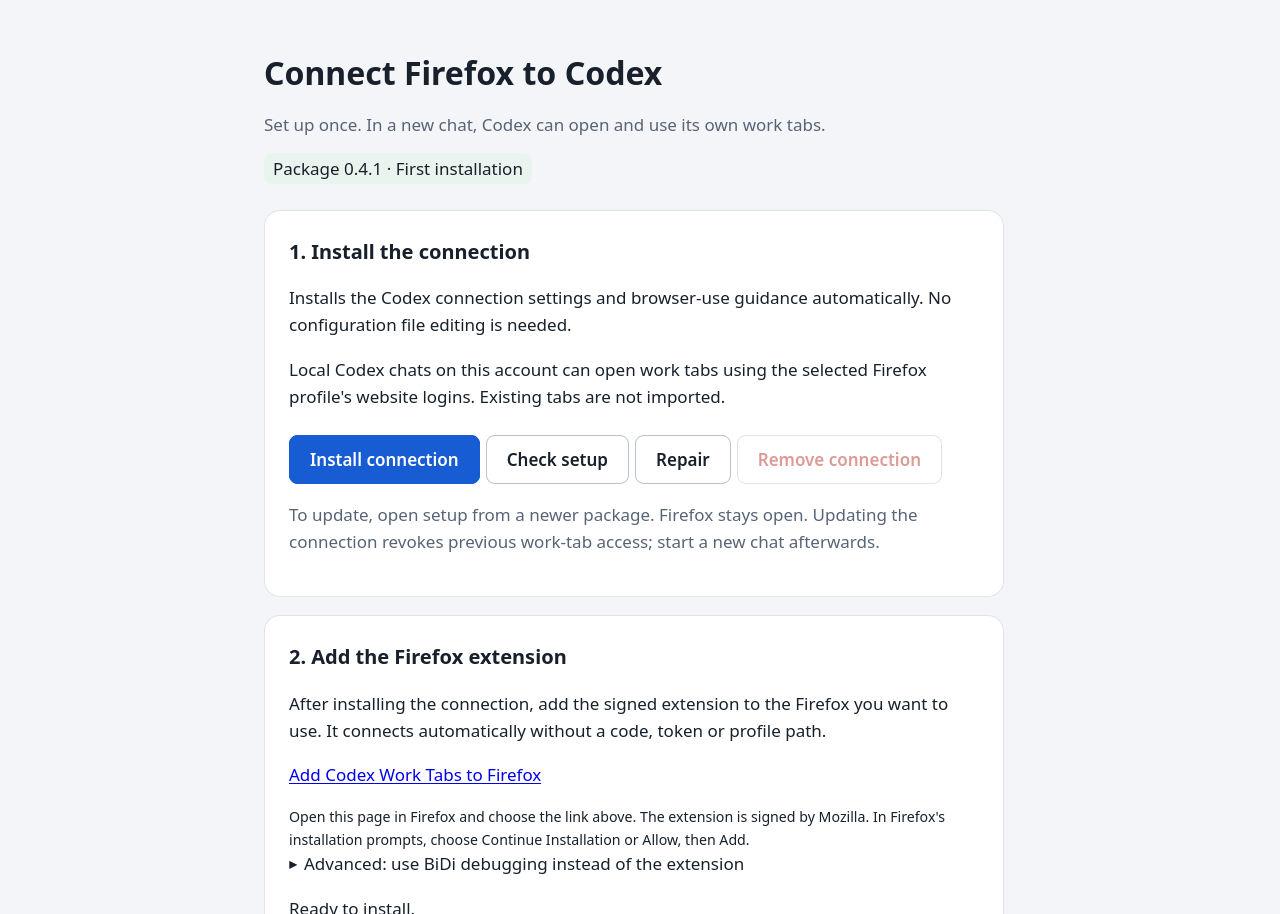 Connect Firefox to Codex
Set up once. In a new chat, Codex can open and use its own work tabs.
Package 0.4.1 · First installation
1. Install the connection
Installs the Codex connection settings and browser-use guidance automatically. No
configuration file editing is needed.
Local Codex chats on this account can open work tabs using the selected Firefox
profile's website logins. Existing tabs are not imported.
Install connection Check setup Repair Remove connection
To update, open setup from a newer package. Firefox stays open. Updating the
connection revokes previous work-tab access; start a new chat afterwards.
2. Add the Firefox extension
After installing the connection, add the signed extension to the Firefox you want to
use. It connects automatically without a code, token or profile path.
Add Codex Work Tabs to Firefox
Open this page in Firefox and choose the link above. The extension is signed by Mozilla. In Firefox's
installation prompts, choose Continue Installation or Allow, then Add.
▸ Advanced: use BiDi debugging instead of the extension
Ready to install.